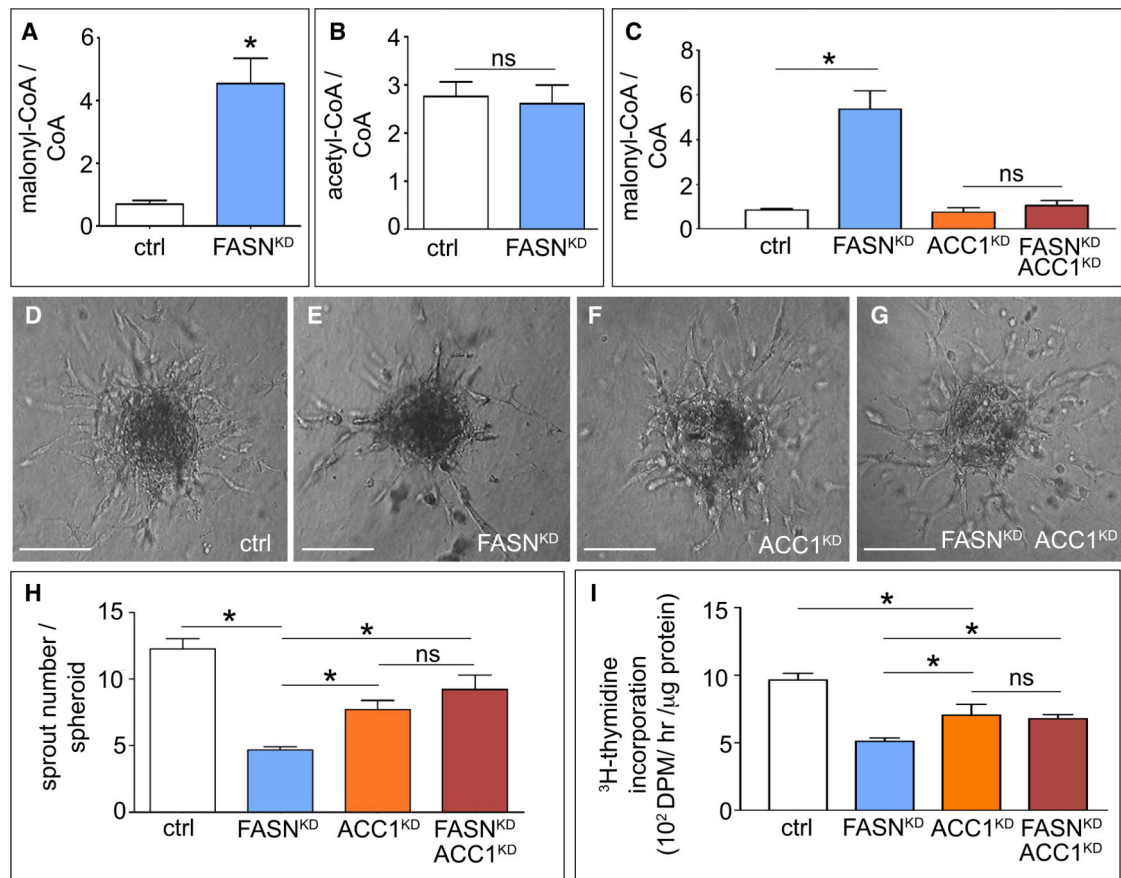 A
malonyl-CoA /
CoA
6
4
2
0
*
ctrl
FASNᴷᴰ
B
acetyl-CoA /
CoA
4
3
2
1
0
ns
ctrl
FASNᴷᴰ
C
malonyl-CoA /
CoA
8
6
4
2
0
*
ns
ctrl
FASNᴷᴰ
ACC1ᴷᴰ
FASNᴷᴰ
ACC1ᴷᴰ
D
ctrl
E
FASNᴷᴰ
F
ACC1ᴷᴰ
G
FASNᴷᴰ ACC1ᴷᴰ
H
sprout number /
spheroid
15
10
5
0
*
*
*
ns
ctrl
FASNᴷᴰ
ACC1ᴷᴰ
FASNᴷᴰ
ACC1ᴷᴰ
I
³H-thymidine
incorporation
(10² DPM/ hr /µg protein)
15
10
5
0
*
*
*
ns
ctrl
FASNᴷᴰ
ACC1ᴷᴰ
FASNᴷᴰ
ACC1ᴷᴰ